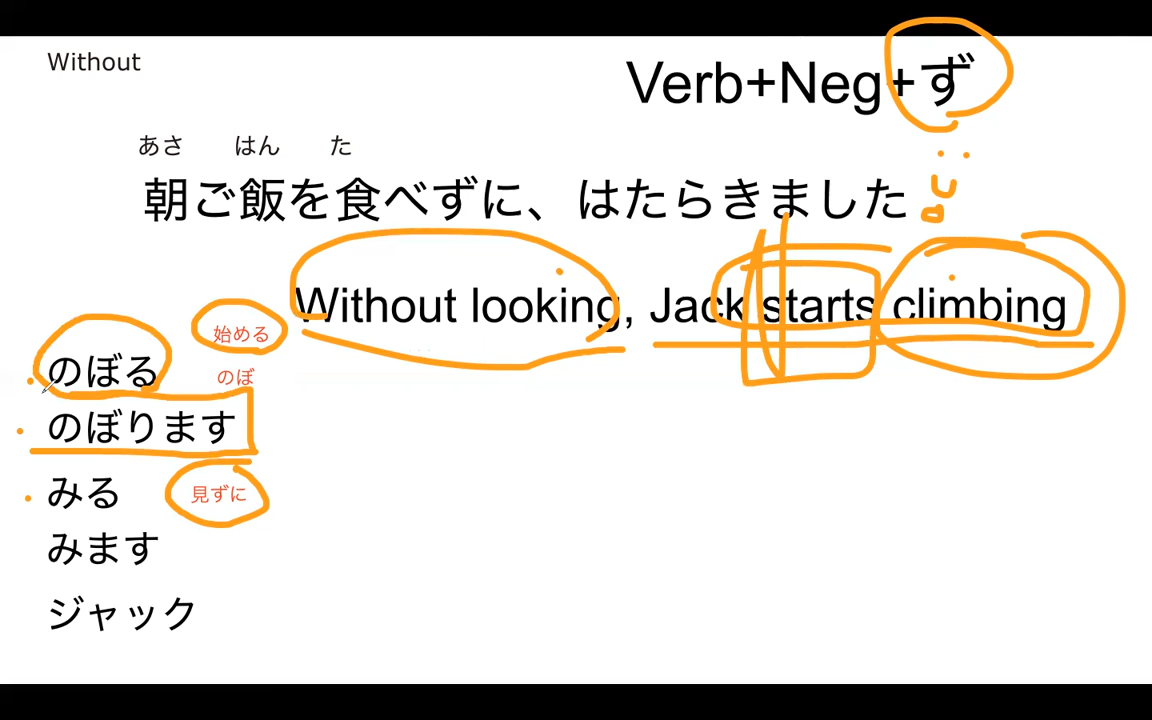 Without
Verb+Neg+ず
あさ はん た
朝ご飯を食べずに、はたらきました
に
Without looking, Jack starts climbing
始める
のぼる
のぼ
のぼります
みる
見ずに
みます
ジャック